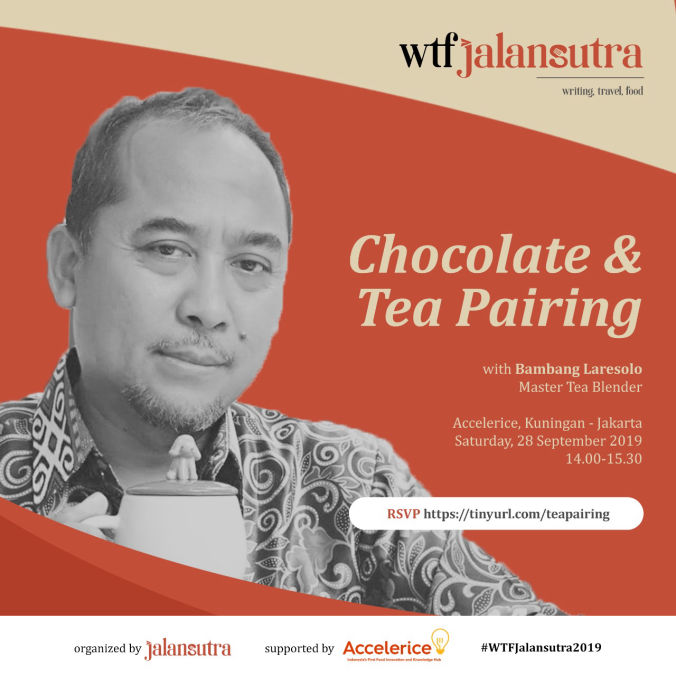 wtf jalansutra
writing, travel, food
Chocolate &
Tea Pairing
with Bambang Laresolo
Master Tea Blender
Accelerice, Kuningan - Jakarta
Saturday, 28 September 2019
14.00-15.30
RSVP https://tinyurl.com/teapairing
organized by jalansutra supported by Accelerice #WTFJalansutra2019
Indonesia's First Food Innovation and Knowledge Hub